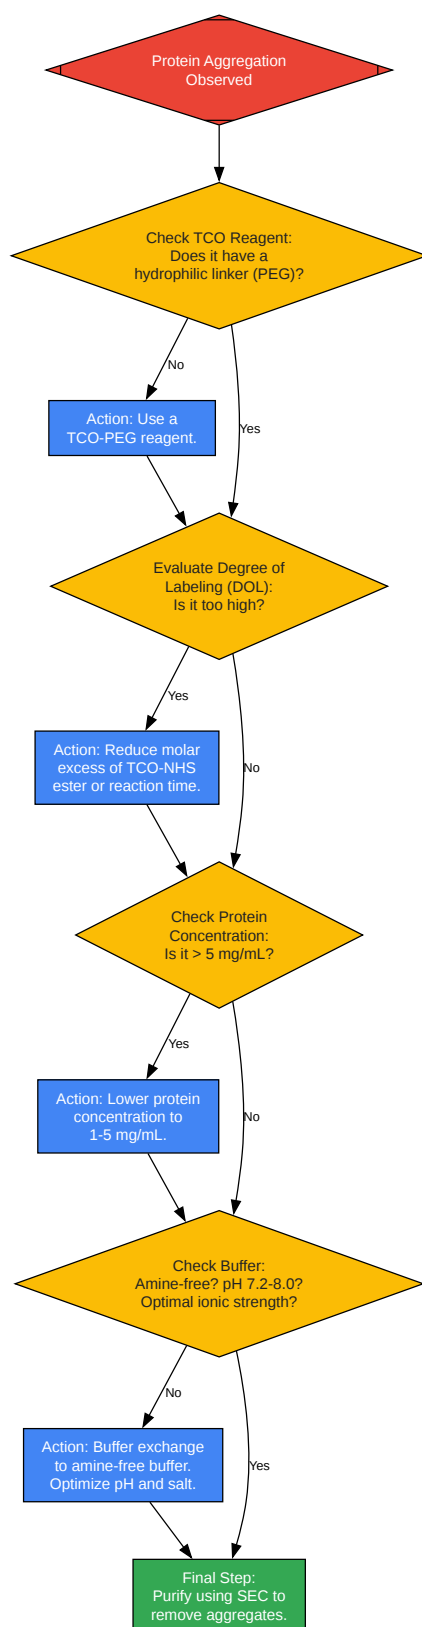 Protein Aggregation
Observed
Check TCO Reagent:
Does it have a
hydrophilic linker (PEG)?
No
Action: Use a
TCO-PEG reagent.
Yes
Evaluate Degree of
Labeling (DOL):
Is it too high?
Yes
Action: Reduce molar
excess of TCO-NHS
ester or reaction time.
No
Check Protein
Concentration:
Is it > 5 mg/mL?
Yes
Action: Lower protein
concentration to
1-5 mg/mL.
No
Check Buffer:
Amine-free? pH 7.2-8.0?
Optimal ionic strength?
No
Action: Buffer exchange
to amine-free buffer.
Optimize pH and salt.
Yes
Final Step:
Purify using SEC to
remove aggregates.